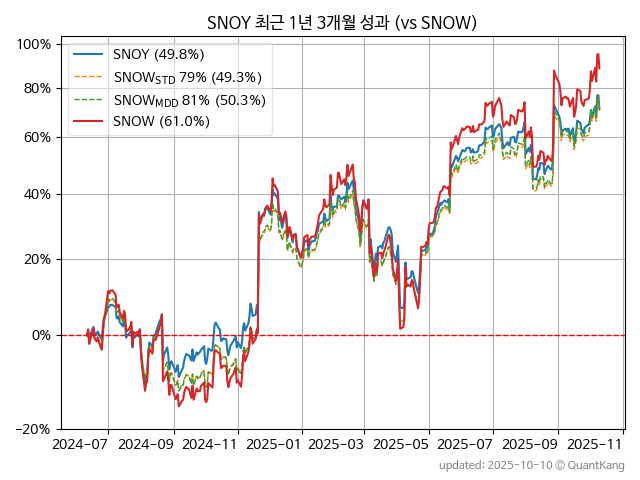 SNOY 최근 1년 3개월 성과 (vs SNOW)
SNOY (49.8%)
SNOW_STD 79% (49.3%)
SNOW_MDD 81% (50.3%)
SNOW (61.0%)
100%
80%
60%
40%
20%
0%
−20%
2024-07 2024-09 2024-11 2025-01 2025-03 2025-05 2025-07 2025-09 2025-11
updated: 2025-10-10 © QuantKang